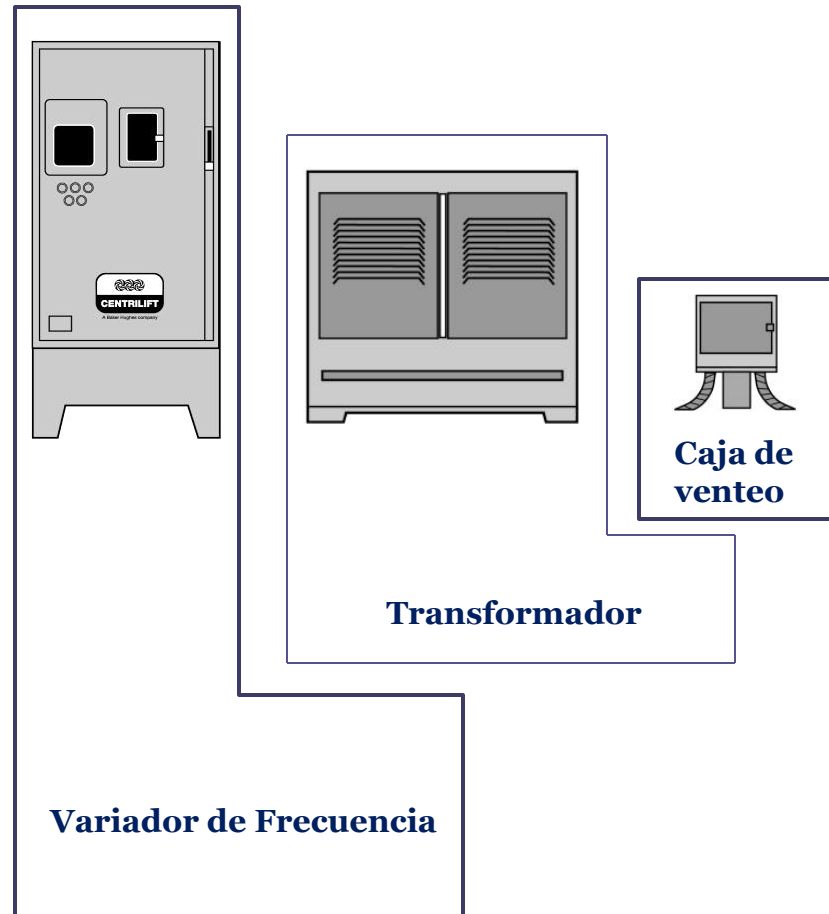 CENTRILIFT
A Baker Hughes company
Caja de
venteo
Transformador
Variador de Frecuencia